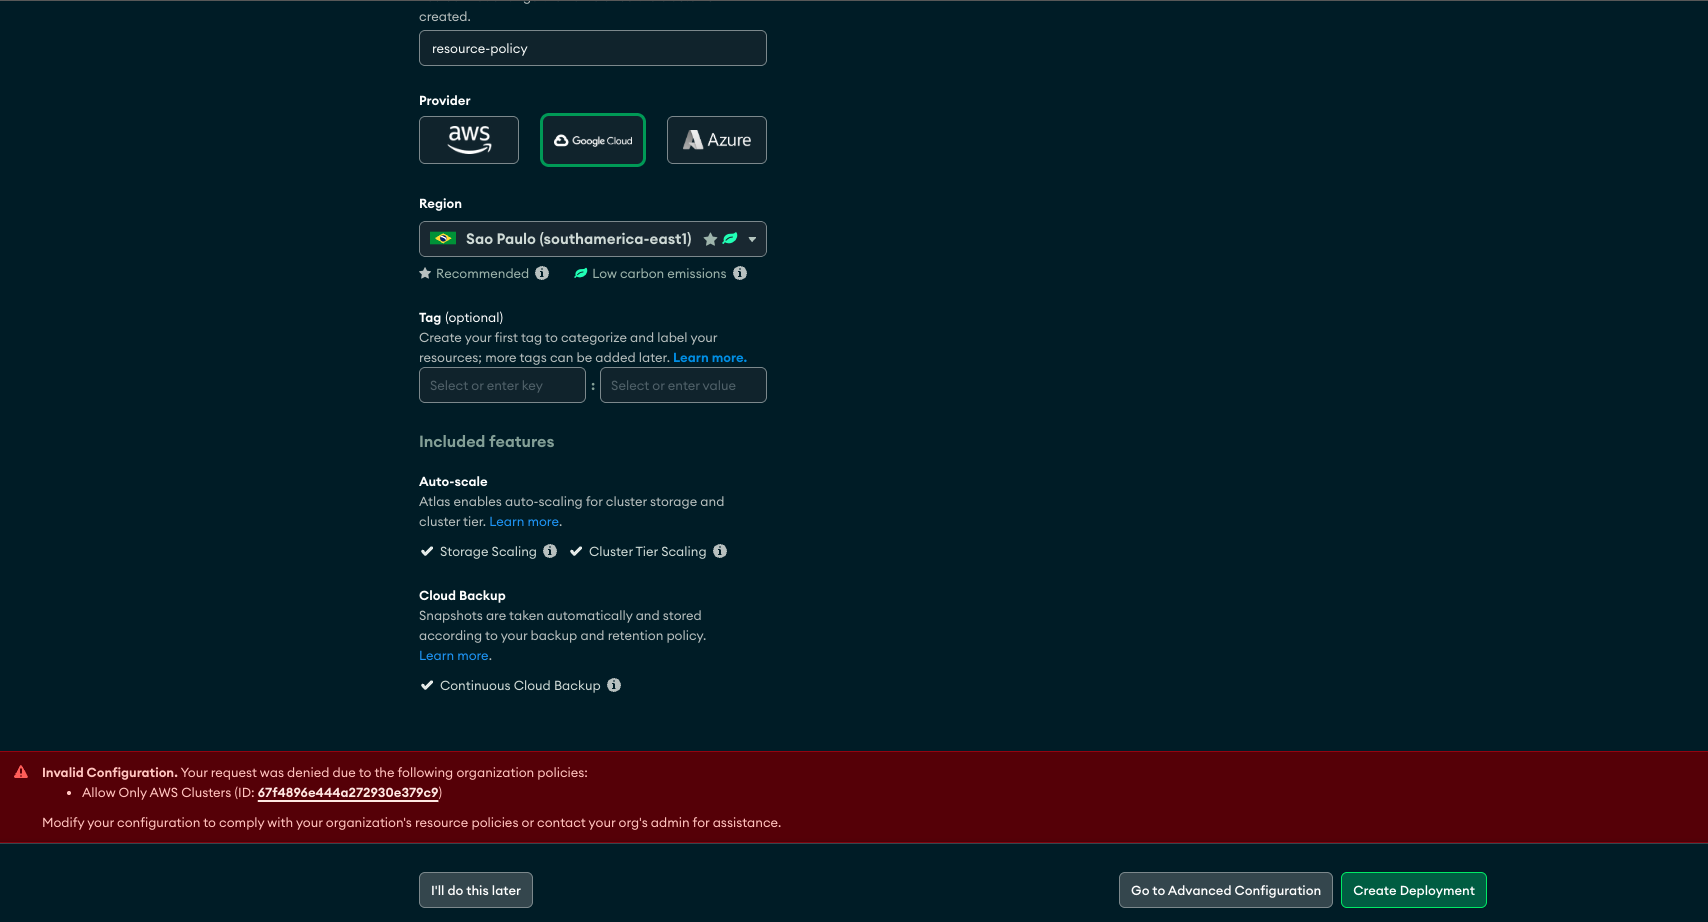 created.
resource-policy
Provider
aws
Google Cloud
Azure
Region
Sao Paulo (southamerica-east1)
Recommended
Low carbon emissions
Tag (optional)
Create your first tag to categorize and label your
resources; more tags can be added later. Learn more.
Select or enter key : Select or enter value
Included features
Auto-scale
Atlas enables auto-scaling for cluster storage and
cluster tier. Learn more.
Storage Scaling
Cluster Tier Scaling
Cloud Backup
Snapshots are taken automatically and stored
according to your backup and retention policy.
Learn more.
Continuous Cloud Backup
Invalid Configuration. Your request was denied due to the following organization policies:
• Allow Only AWS Clusters (ID: 67f4896e444a272930e379c9)
Modify your configuration to comply with your organization's resource policies or contact your org's admin for assistance.
I'll do this later
Go to Advanced Configuration
Create Deployment